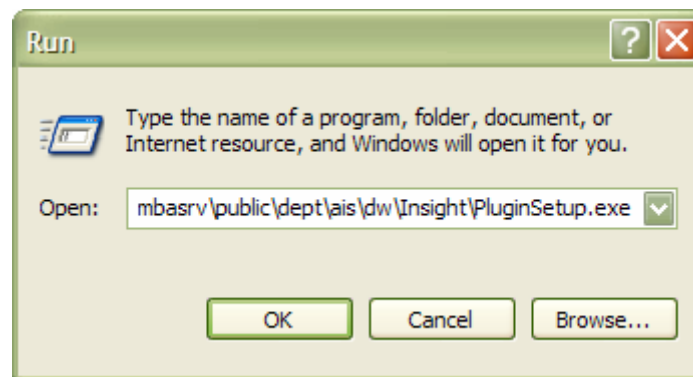 Run
Type the name of a program, folder, document, or
Internet resource, and Windows will open it for you.
Open:
mbasrv\public\dept\ais\dw\Insight\PluginSetup.exe
OK
Cancel
Browse...